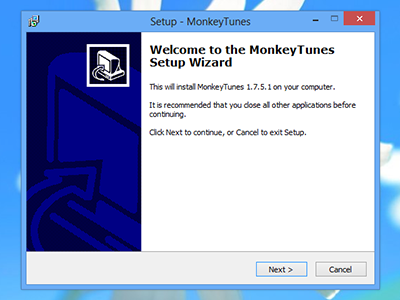 Setup - MonkeyTunes
Welcome to the MonkeyTunes
Setup Wizard
This will install MonkeyTunes 1.7.5.1 on your computer.
It is recommended that you close all other applications before
continuing.
Click Next to continue, or Cancel to exit Setup.
Next >
Cancel